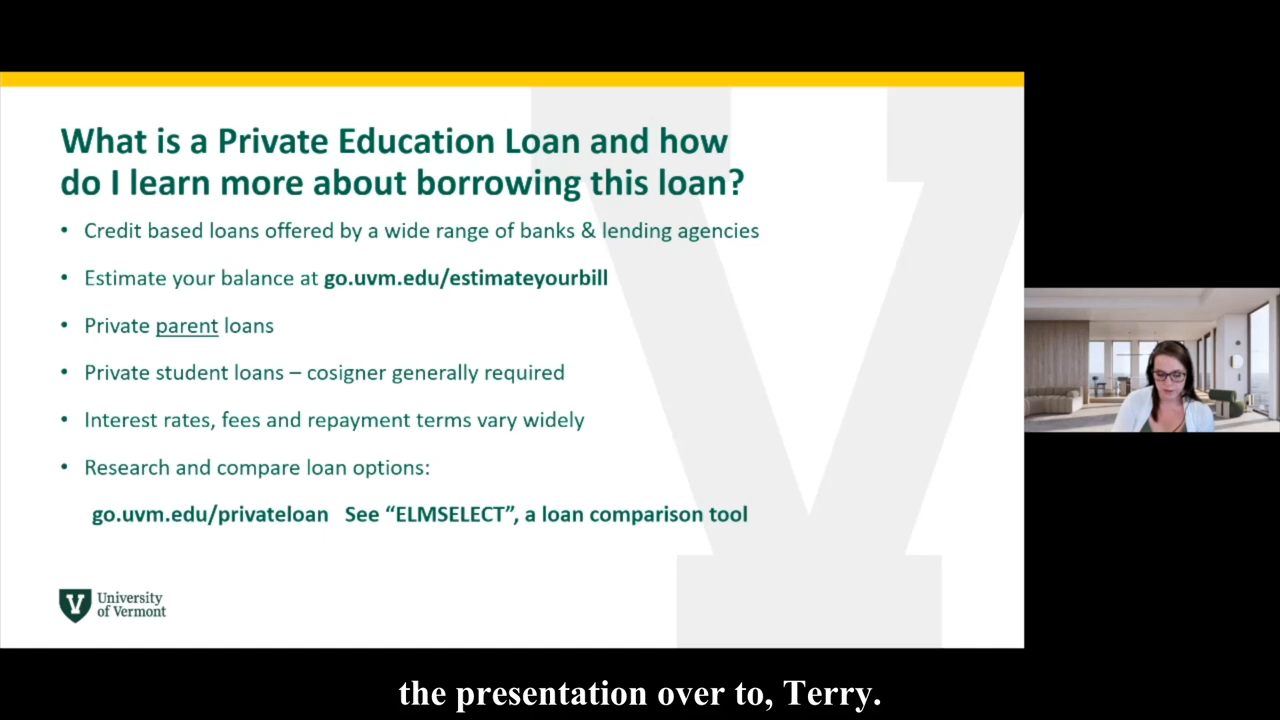 What is a Private Education Loan and how
do I learn more about borrowing this loan?
• Credit based loans offered by a wide range of banks & lending agencies
• Estimate your balance at go.uvm.edu/estimateyourbill
• Private parent loans
• Private student loans – cosigner generally required
• Interest rates, fees and repayment terms vary widely
• Research and compare loan options:
go.uvm.edu/privateloan See “ELMSELECT”, a loan comparison tool
V University
of Vermont
the presentation over to, Terry.